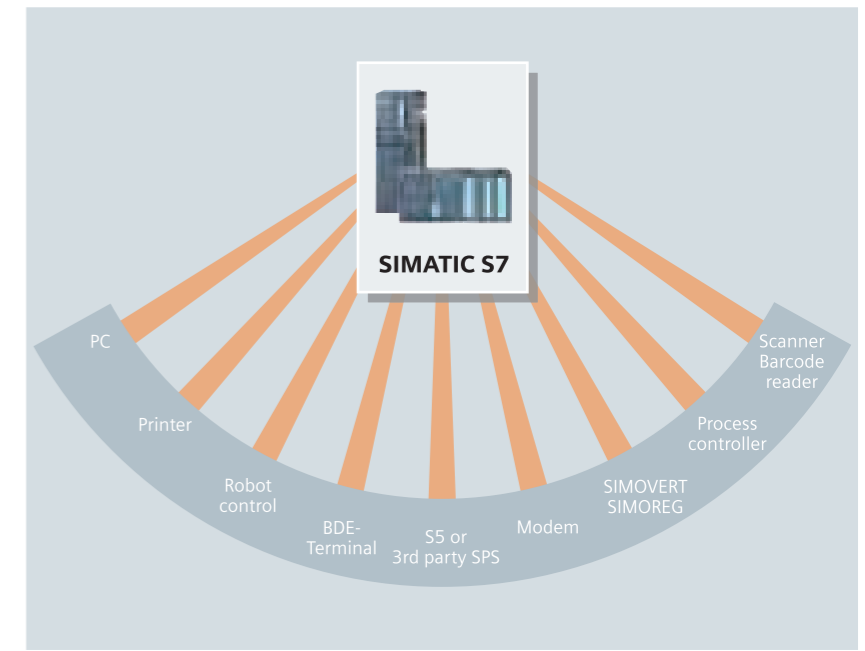 SIMATIC S7
PC
Printer
Robot
control
BDE-
Terminal
S5 or
3rd party SPS
Modem
SIMOVERT
SIMOREG
Process
controller
Scanner
Barcode
reader